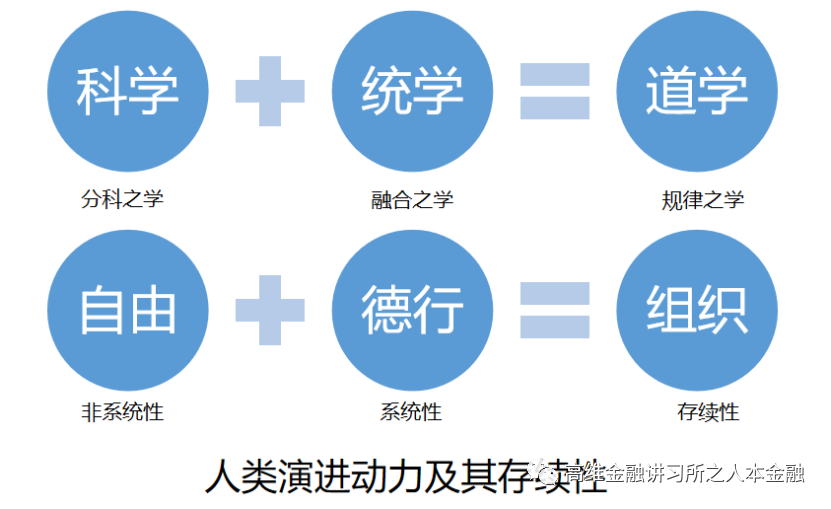 科学 + 统学 = 道学
分科之学 融合之学 规律之学
自由 + 德行 = 组织
非系统性 系统性 存续性
人类演进动力及其存续性
高维金融讲习所之人本金融